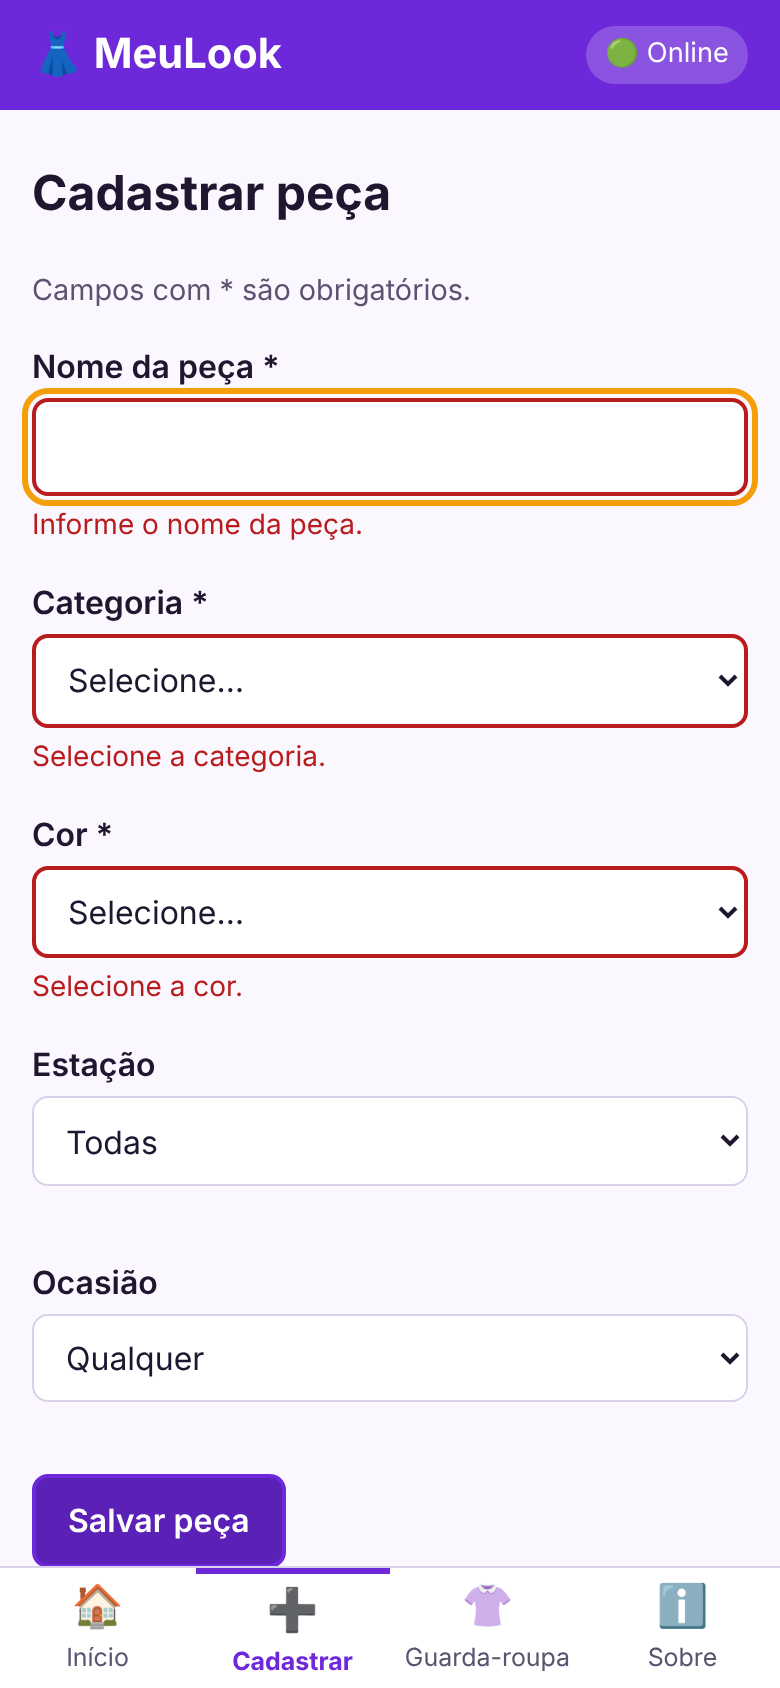 MeuLook
Online
Cadastrar peça
Campos com * são obrigatórios.
Nome da peça *
Informe o nome da peça.
Categoria *
Selecione...
Selecione a categoria.
Cor *
Selecione...
Selecione a cor.
Estação
Todas
Ocasião
Qualquer
Salvar peça
Início
Cadastrar
Guarda-roupa
Sobre